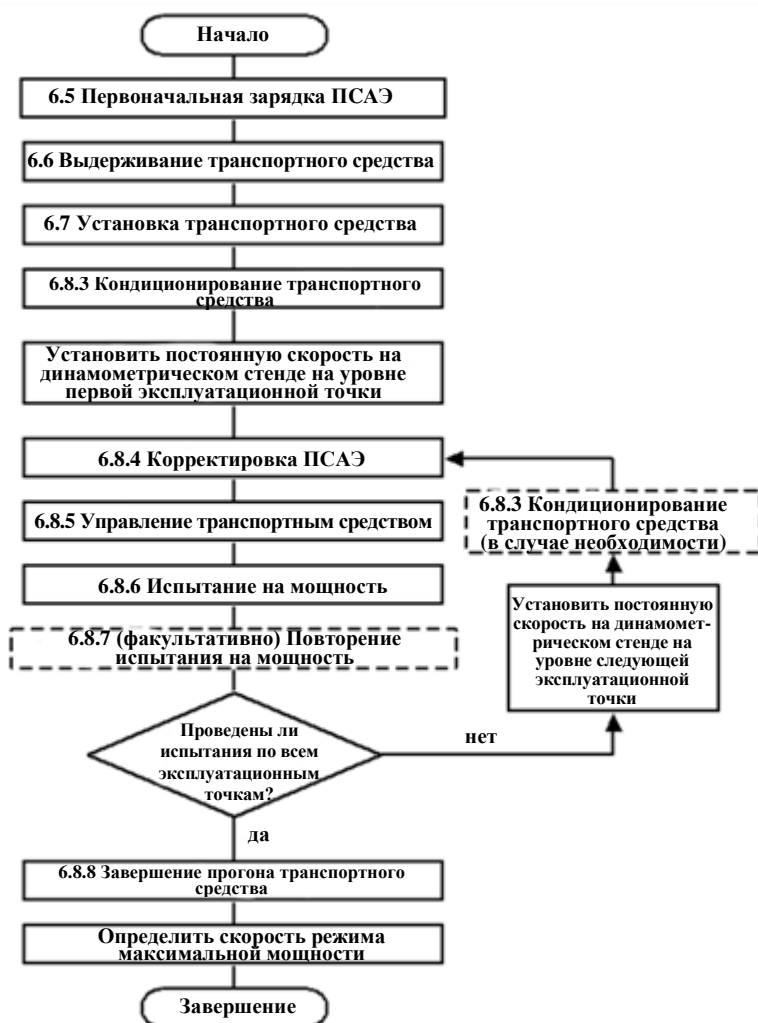 Начало
6.5 Первоначальная зарядка ПСАЭ
6.6 Выдерживание транспортного средства
6.7 Установка транспортного средства
6.8.3 Кондиционирование транспортного
средства
Установить постоянную скорость на
динамометрическом стенде на уровне
первой эксплуатационной точки
6.8.4 Корректировка ПСАЭ
6.8.5 Управление транспортным средством
6.8.6 Испытание на мощность
6.8.7 (факультативно) Повторение
испытания на мощность
Проведены ли
испытания по всем
эксплуатационным
точкам?
нет
Установить постоянную
скорость на динамомет-
рическом стенде на
уровне следующей
эксплуатационной
точки
6.8.3 Кондиционирование
транспортного средства
(в случае необходимости)
да
6.8.8 Завершение прогона транспортного
средства
Определить скорость режима
максимальной мощности
Завершение